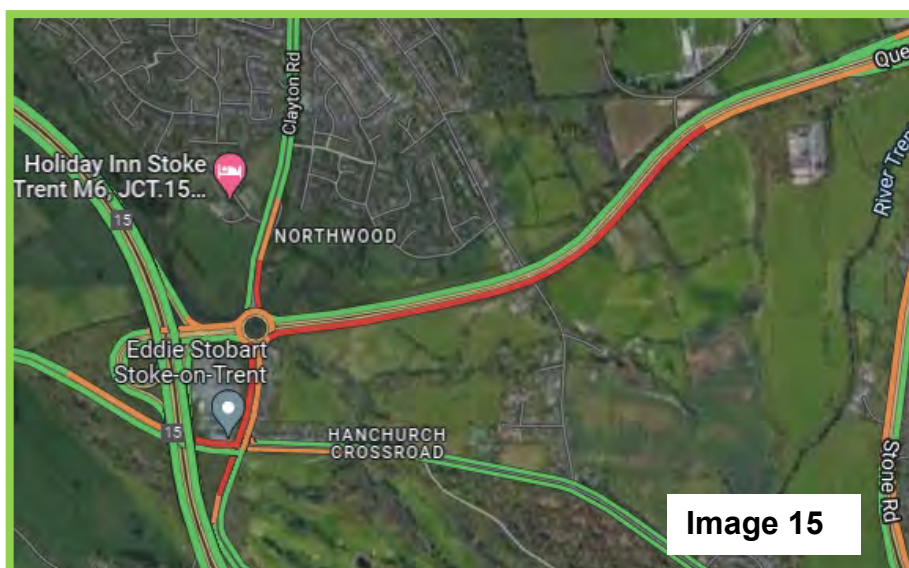 Que
Clayton Rd
Holiday Inn Stoke
Trent M6, JCT.15...
15
NORTHWOOD
River Tren
Eddie Stobart
Stoke-on-Trent
15
HANCHURCH
CROSSROAD
Stone Rd
Image 15